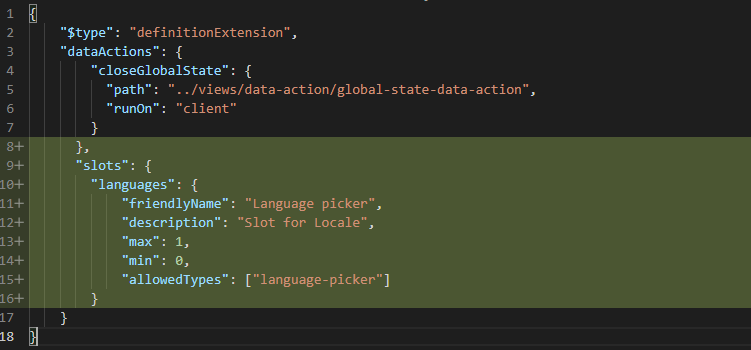 1 {
2     "$type": "definitionExtension",
3     "dataActions": {
4         "closeGlobalState": {
5           "path": "../views/data-action/global-state-data-action",
6           "runOn": "client"
7         }
8+      },
9+      "slots": {
10+        "languages": {
11+            "friendlyName": "Language picker",
12+            "description": "Slot for Locale",
13+            "max": 1,
14+            "min": 0,
15+            "allowedTypes": ["language-picker"]
16+        }
17    }
18 }